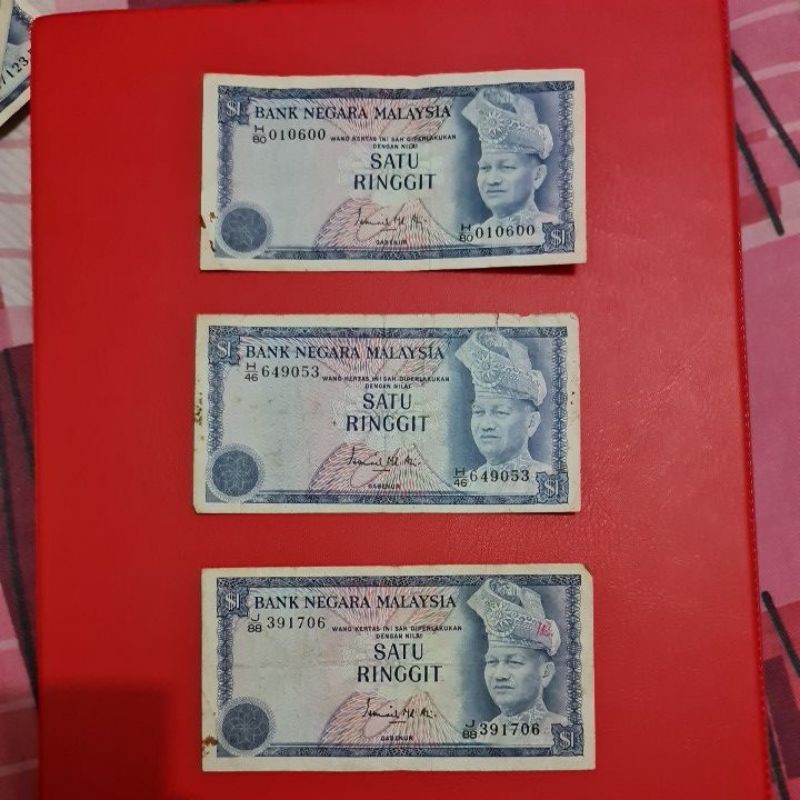 7123
$1
BANK NEGARA MALAYSIA
H/80 010600
WANG KERTAS INI SAH DIPERLAKUKAN
DENGAN NILAI
SATU
RINGGIT
GABENOR
H/80 010600
$1
$1
BANK NEGARA MALAYSIA
H/46 649053
WANG KERTAS INI SAH DIPERLAKUKAN
DENGAN NILAI
SATU
RINGGIT
GABENOR
H/46 649053
$1
$1
BANK NEGARA MALAYSIA
J/88 391706
WANG KERTAS INI SAH DIPERLAKUKAN
DENGAN NILAI
SATU
RINGGIT
GABENOR
J/88 391706
$1